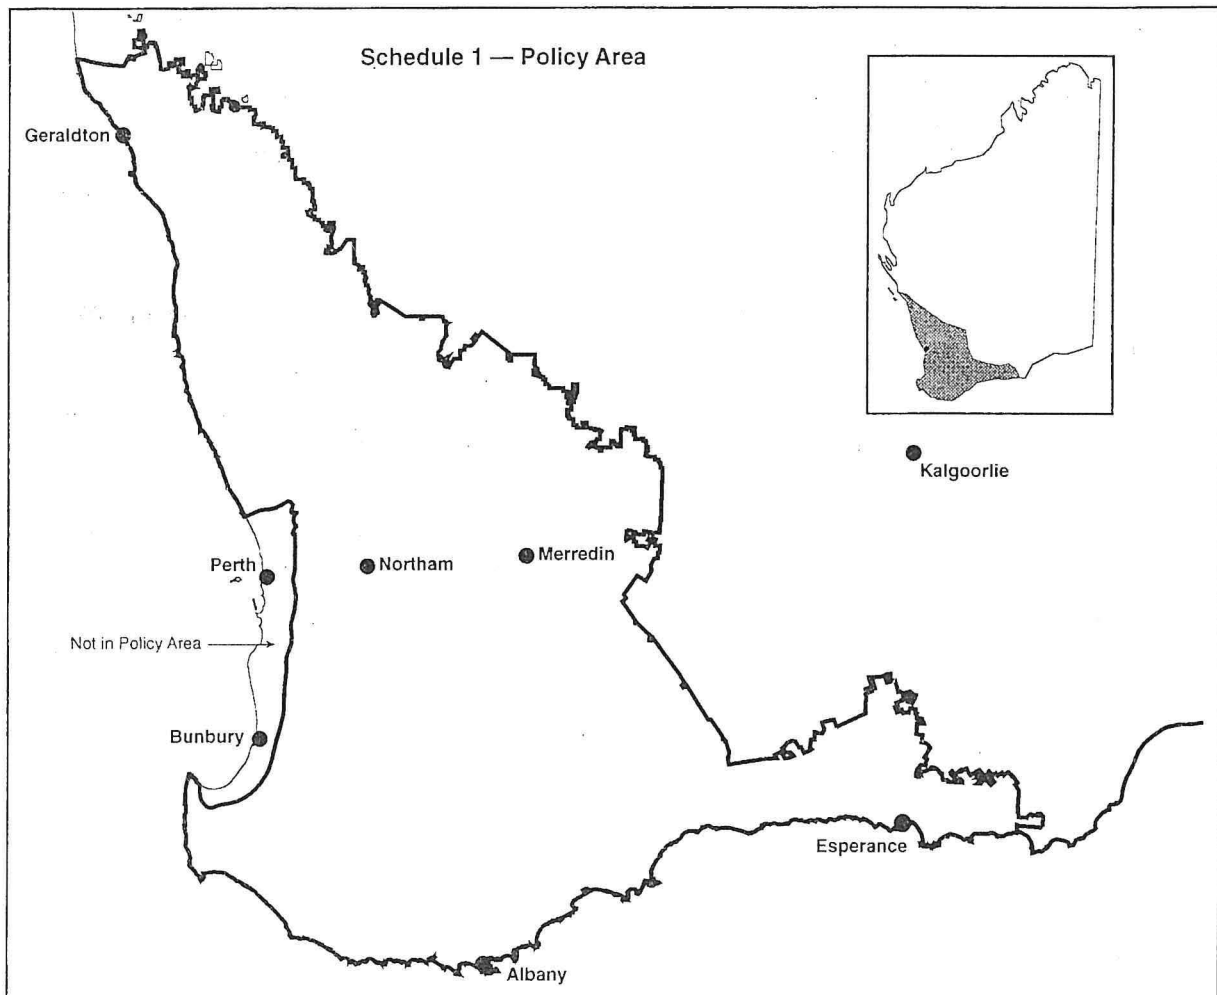 Schedule 1 — Policy Area
Geraldton
Kalgoorlie
Merredin
Northam
Perth
Not in Policy Area
Bunbury
Esperance
Albany